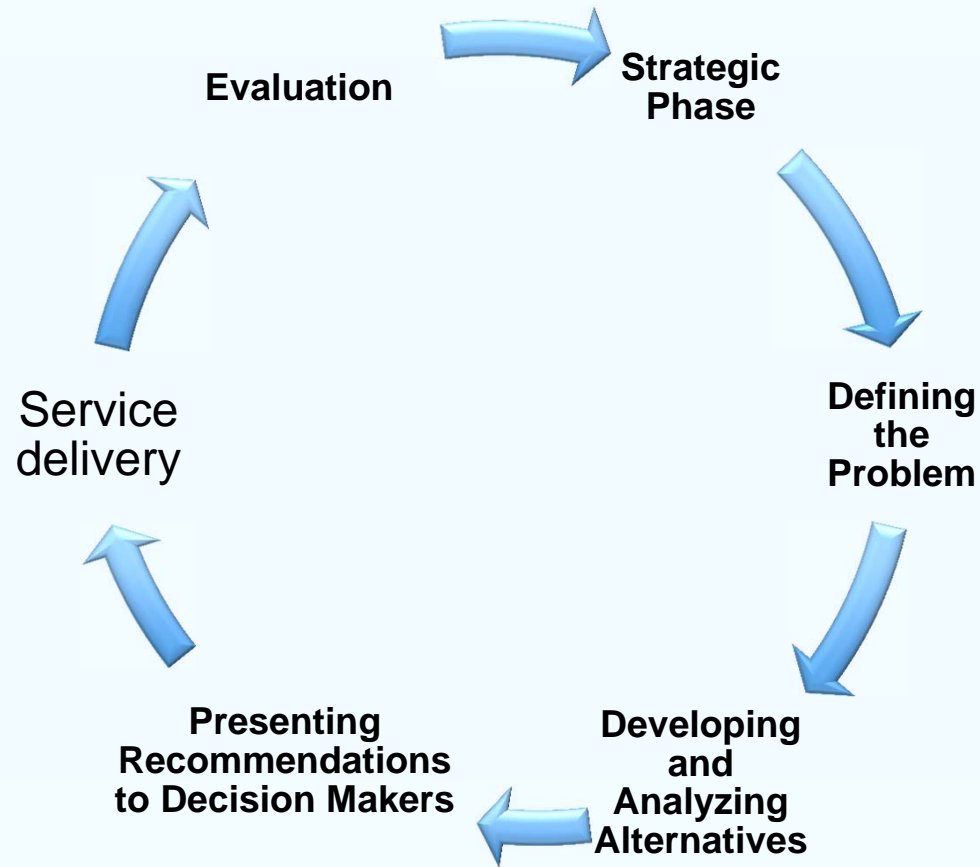 Evaluation
Strategic
Phase
Defining
the
Problem
Developing
and
Analyzing
Alternatives
Presenting
Recommendations
to Decision Makers
Service
delivery